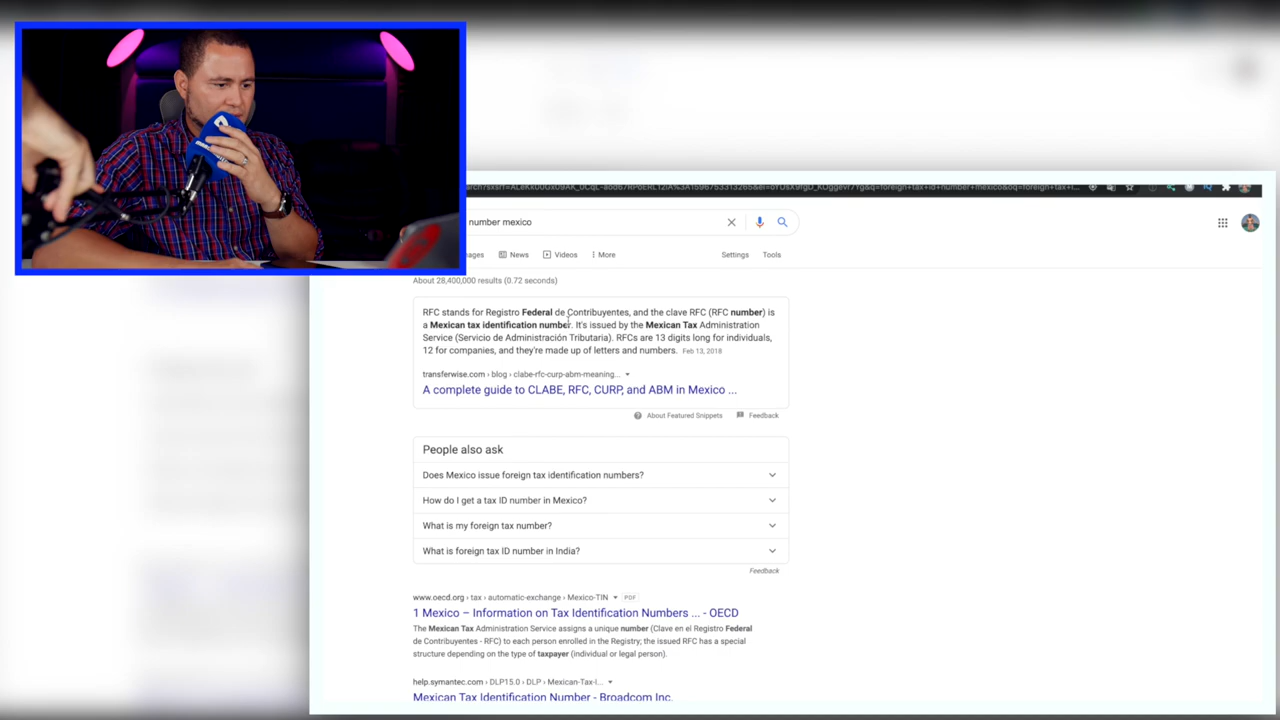 number mexico
News
Videos
More
Settings
Tools
About 28,400,000 results (0.72 seconds)
RFC stands for Registro Federal de Contribuyentes, and the clave RFC (RFC number) is
a Mexican tax identification number. It's issued by the Mexican Tax Administration
Service (Servicio de Administración Tributaria). RFCs are 13 digits long for individuals,
12 for companies, and they're made up of letters and numbers. Feb 13, 2018
transferwise.com › blog › clabe-rfc-curp-abm-meaning...
A complete guide to CLABE, RFC, CURP, and ABM in Mexico ...
About Featured Snippets
Feedback
People also ask
Does Mexico issue foreign tax identification numbers?
How do I get a tax ID number in Mexico?
What is my foreign tax number?
What is foreign tax ID number in India?
Feedback
www.oecd.org › tax › automatic-exchange › Mexico-TIN PDF
1 Mexico – Information on Tax Identification Numbers ... - OECD
The Mexican Tax Administration Service assigns a unique number (Clave en el Registro Federal
de Contribuyentes - RFC) to each person enrolled in the Registry; the issued RFC has a special
structure depending on the type of taxpayer (individual or legal person).
help.symantec.com › DLP15.0 › DLP › Mexican-Tax-I...
Mexican Tax Identification Number - Broadcom Inc.